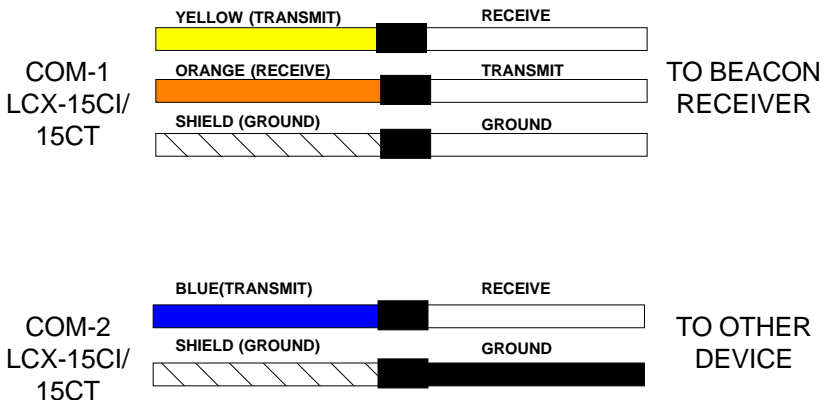 YELLOW (TRANSMIT) RECEIVE
COM-1
LCX-15CI/
15CT
ORANGE (RECEIVE) TRANSMIT
TO BEACON
RECEIVER
SHIELD (GROUND) GROUND
BLUE(TRANSMIT) RECEIVE
COM-2
LCX-15CI/
15CT
SHIELD (GROUND) GROUND
TO OTHER
DEVICE